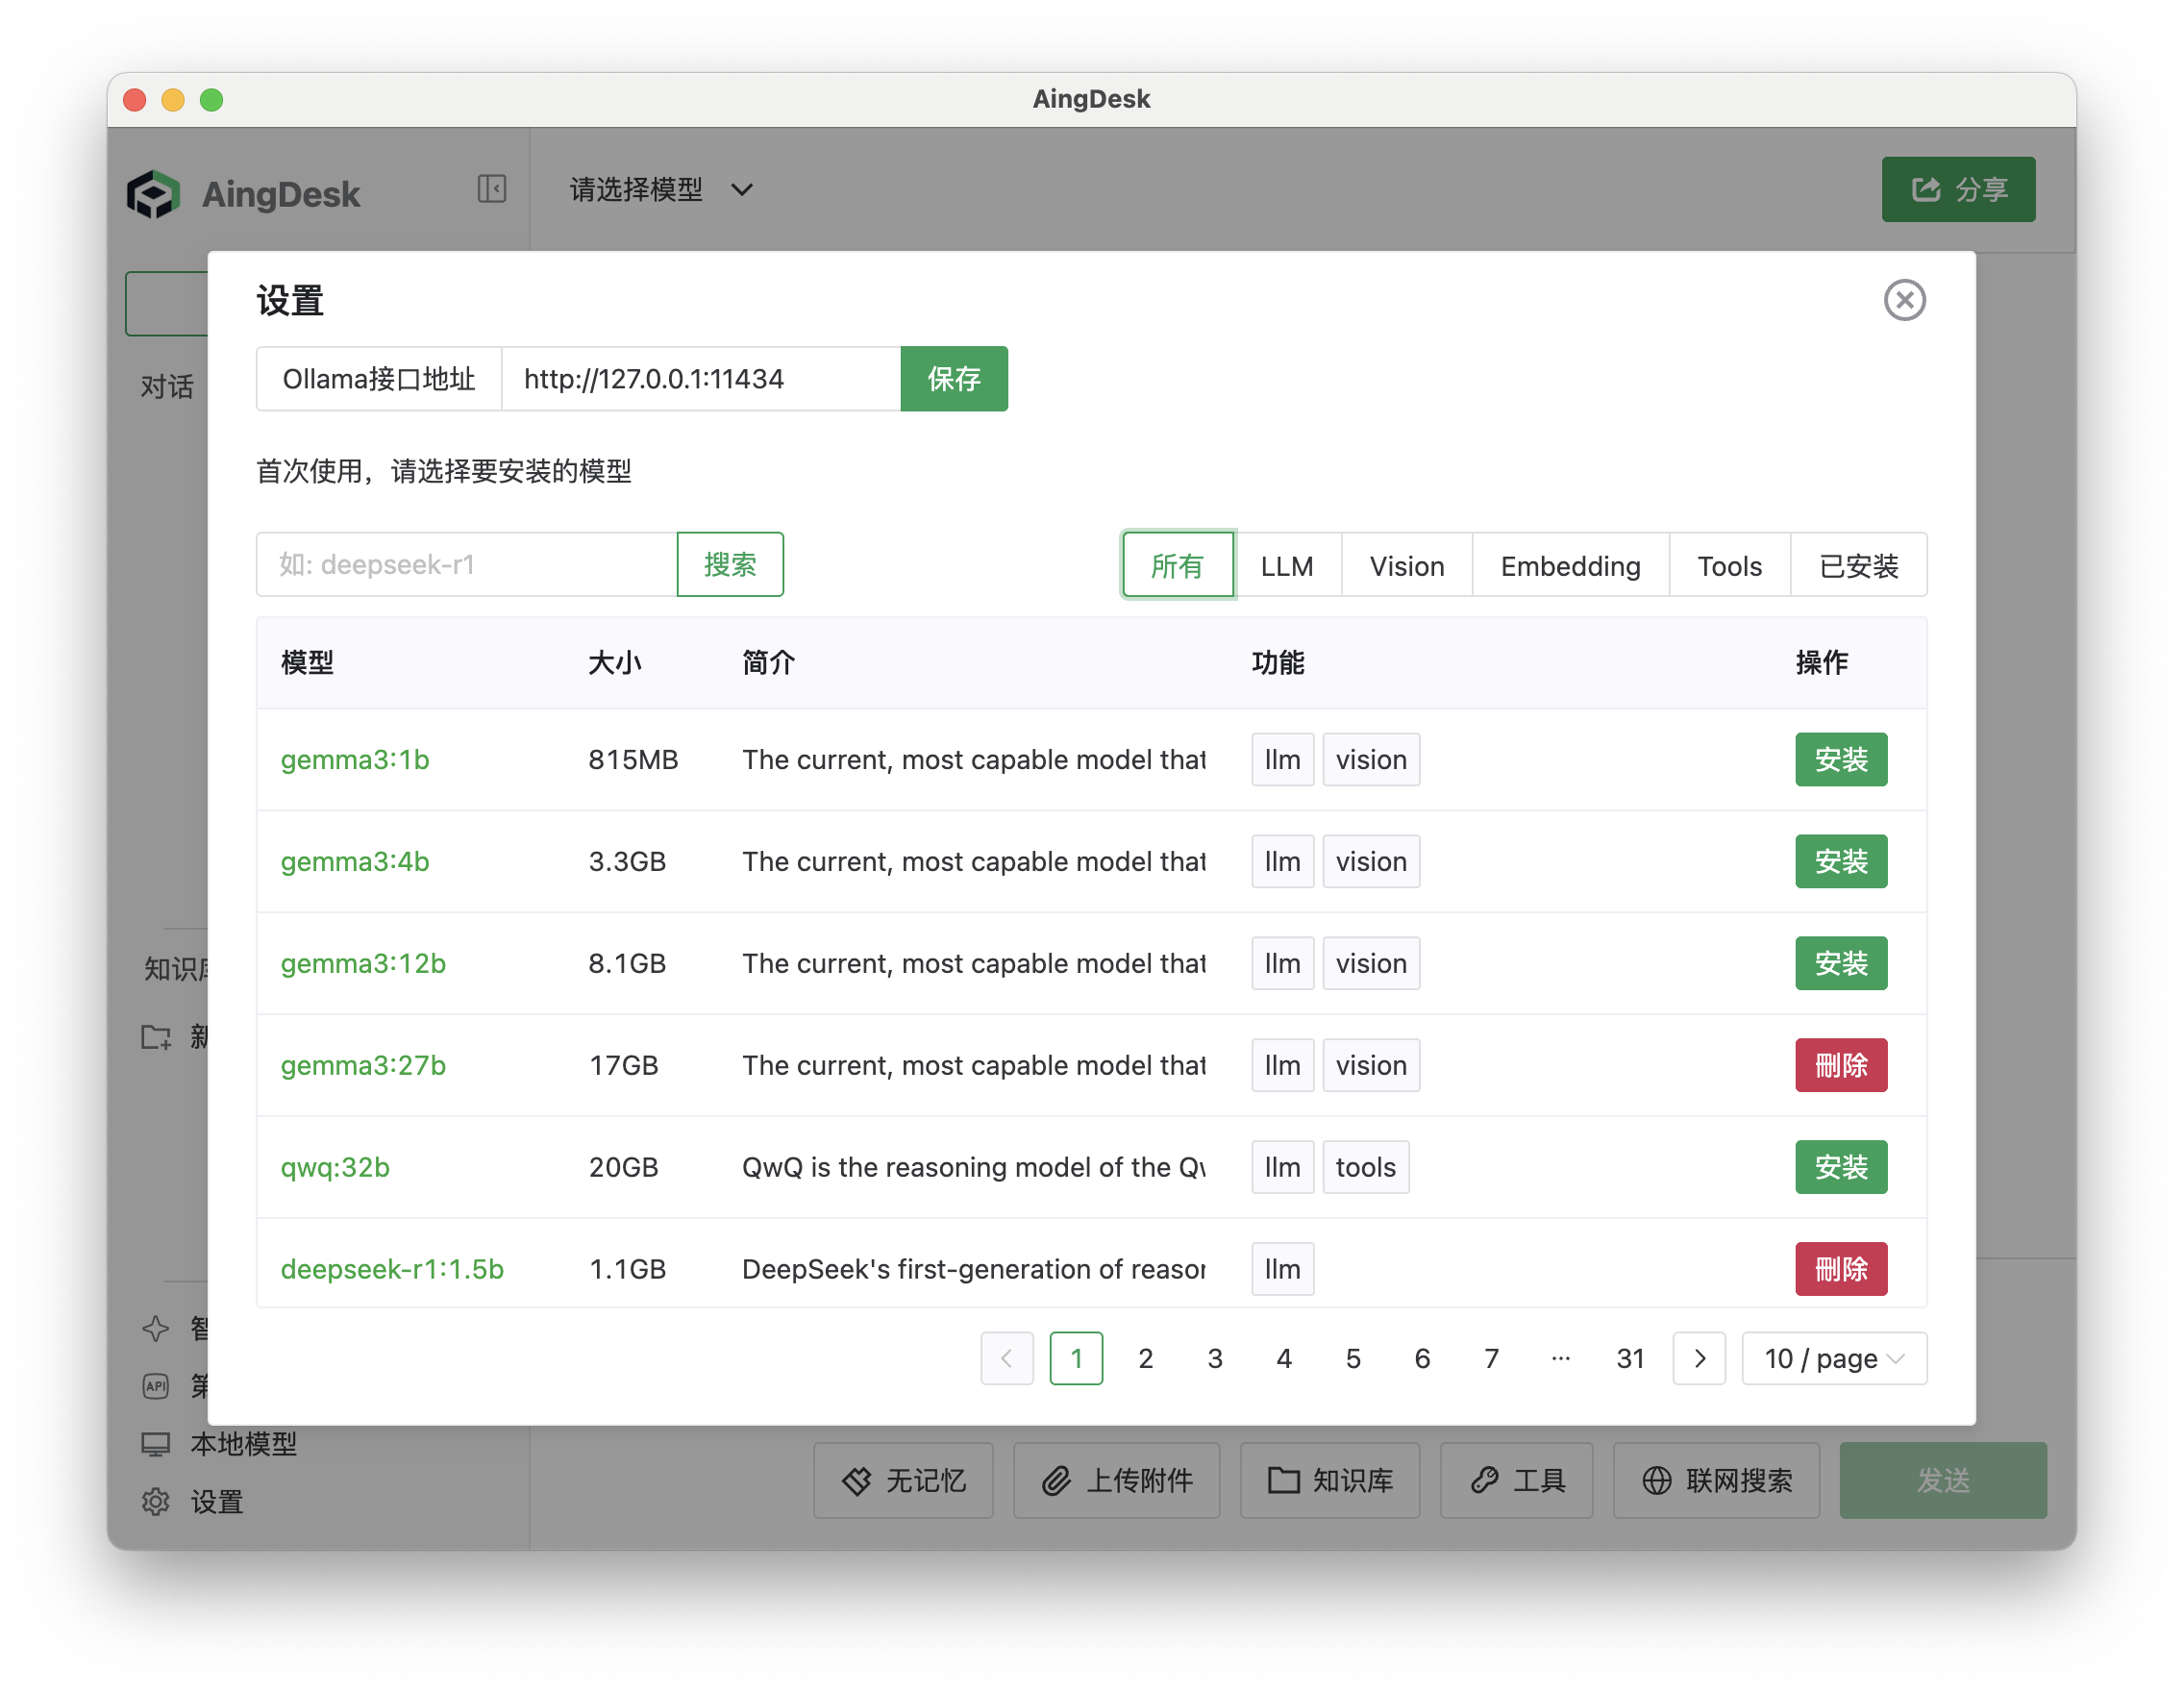 AingDesk
AingDesk
请选择模型
分享
设置
Ollama接口地址 http://127.0.0.1:11434 保存
对话
首次使用，请选择要安装的模型
如: deepseek-r1 搜索 所有 LLM Vision Embedding Tools 已安装
模型 大小 简介 功能 操作
gemma3:1b 815MB The current, most capable model that llm vision 安装
gemma3:4b 3.3GB The current, most capable model that llm vision 安装
gemma3:12b 8.1GB The current, most capable model that llm vision 安装
知识
新
gemma3:27b 17GB The current, most capable model that llm vision 刪除
qwq:32b 20GB QwQ is the reasoning model of the llm tools 安装
deepseek-r1:1.5b 1.1GB DeepSeek's first-generation of llm 刪除
智
1 2 3 4 5 6 7 ··· 31 10 / page
API 第
本地模型
无记忆 上传附件 知识库 工具 联网搜索 发送
设置